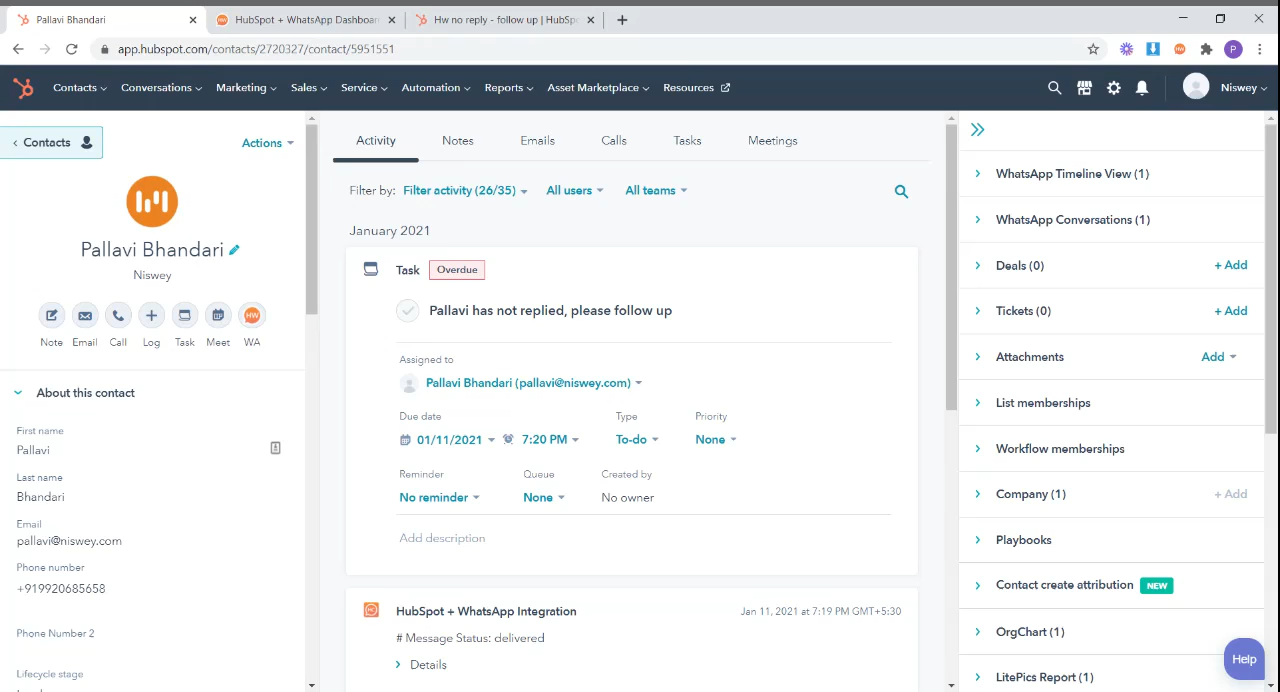 Pallavi Bhandari
HubSpot + WhatsApp Dashboar
Hw no reply - follow up | HubSp
app.hubspot.com/contacts/2720327/contact/5951551
P
Contacts
Conversations
Marketing
Sales
Service
Automation
Reports
Asset Marketplace
Resources
Niswey
Contacts
Actions
Pallavi Bhandari
Niswey
HW
Note
Email
Call
Log
Task
Meet
WA
About this contact
First name
Pallavi
Last name
Bhandari
Email
pallavi@niswey.com
Phone number
+919920685658
Phone Number 2
Lifecycle stage
Activity
Notes
Emails
Calls
Tasks
Meetings
Filter by: Filter activity (26/35) All users All teams
January 2021
Task Overdue
Pallavi has not replied, please follow up
Assigned to
Pallavi Bhandari (pallavi@niswey.com)
Due date Type Priority
01/11/2021 7:20 PM To-do None
Reminder Queue Created by
No reminder None No owner
Add description
HubSpot + WhatsApp Integration Jan 11, 2021 at 7:19 PM GMT+5:30
# Message Status: delivered
Details
WhatsApp Timeline View (1)
WhatsApp Conversations (1)
Deals (0) + Add
Tickets (0) + Add
Attachments Add
List memberships
Workflow memberships
Company (1) + Add
Playbooks
Contact create attribution NEW
OrgChart (1)
LitePics Report (1)
Help